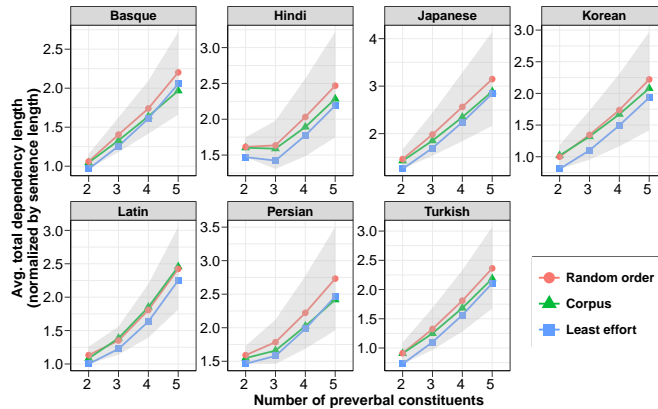 Avg. total dependency length
(normalized by sentence length)
Basque
2.5
2.0
1.5
1.0
2 3 4 5
Hindi
3.0
2.5
2.0
1.5
2 3 4 5
Japanese
4
3
2
2 3 4 5
Korean
3.0
2.5
2.0
1.5
1.0
2 3 4 5
Latin
3.0
2.5
2.0
1.5
1.0
2 3 4 5
Persian
3.5
3.0
2.5
2.0
1.5
2 3 4 5
Turkish
3.0
2.5
2.0
1.5
1.0
2 3 4 5
Random order
Corpus
Least effort
Number of preverbal constituents